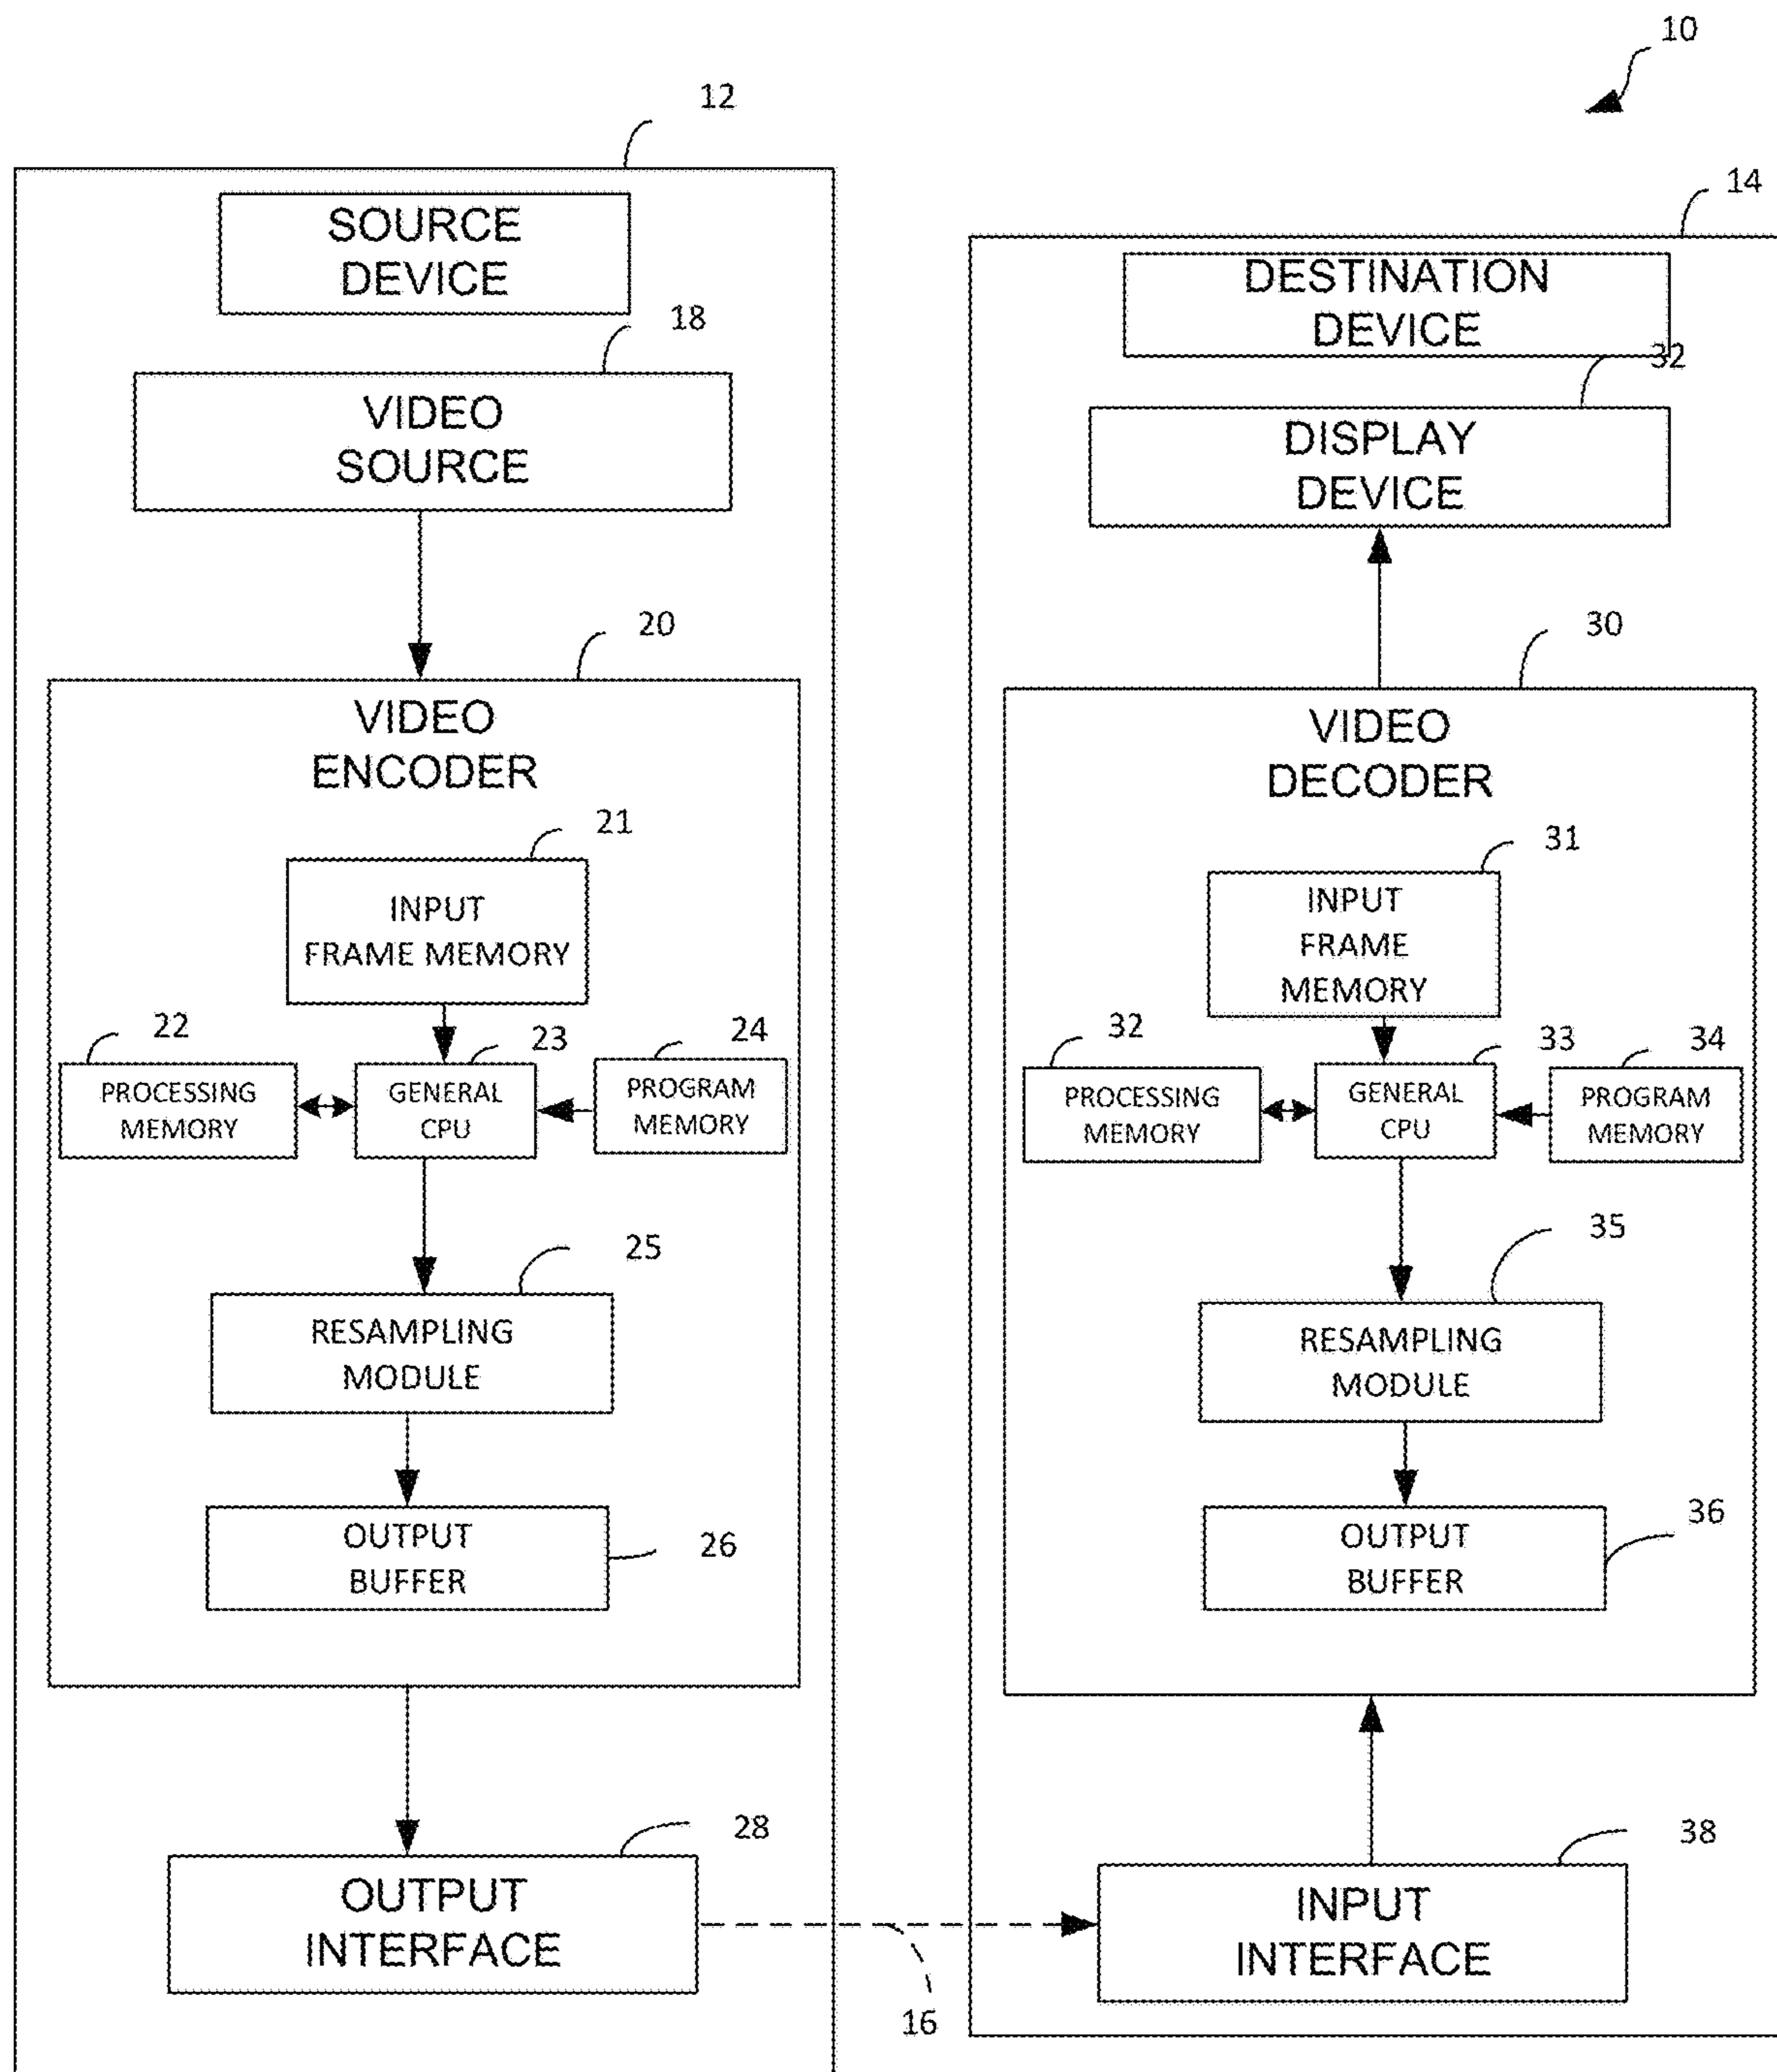 10
12
SOURCE
DEVICE
18
VIDEO
SOURCE
20
VIDEO
ENCODER
21
INPUT
FRAME MEMORY
22
PROCESSING
MEMORY
23
GENERAL
CPU
24
PROGRAM
MEMORY
25
RESAMPLING
MODULE
26
OUTPUT
BUFFER
28
OUTPUT
INTERFACE
16
14
DESTINATION
DEVICE
32
DISPLAY
DEVICE
30
VIDEO
DECODER
31
INPUT
FRAME
MEMORY
32
PROCESSING
MEMORY
33
GENERAL
CPU
34
PROGRAM
MEMORY
35
RESAMPLING
MODULE
36
OUTPUT
BUFFER
38
INPUT
INTERFACE